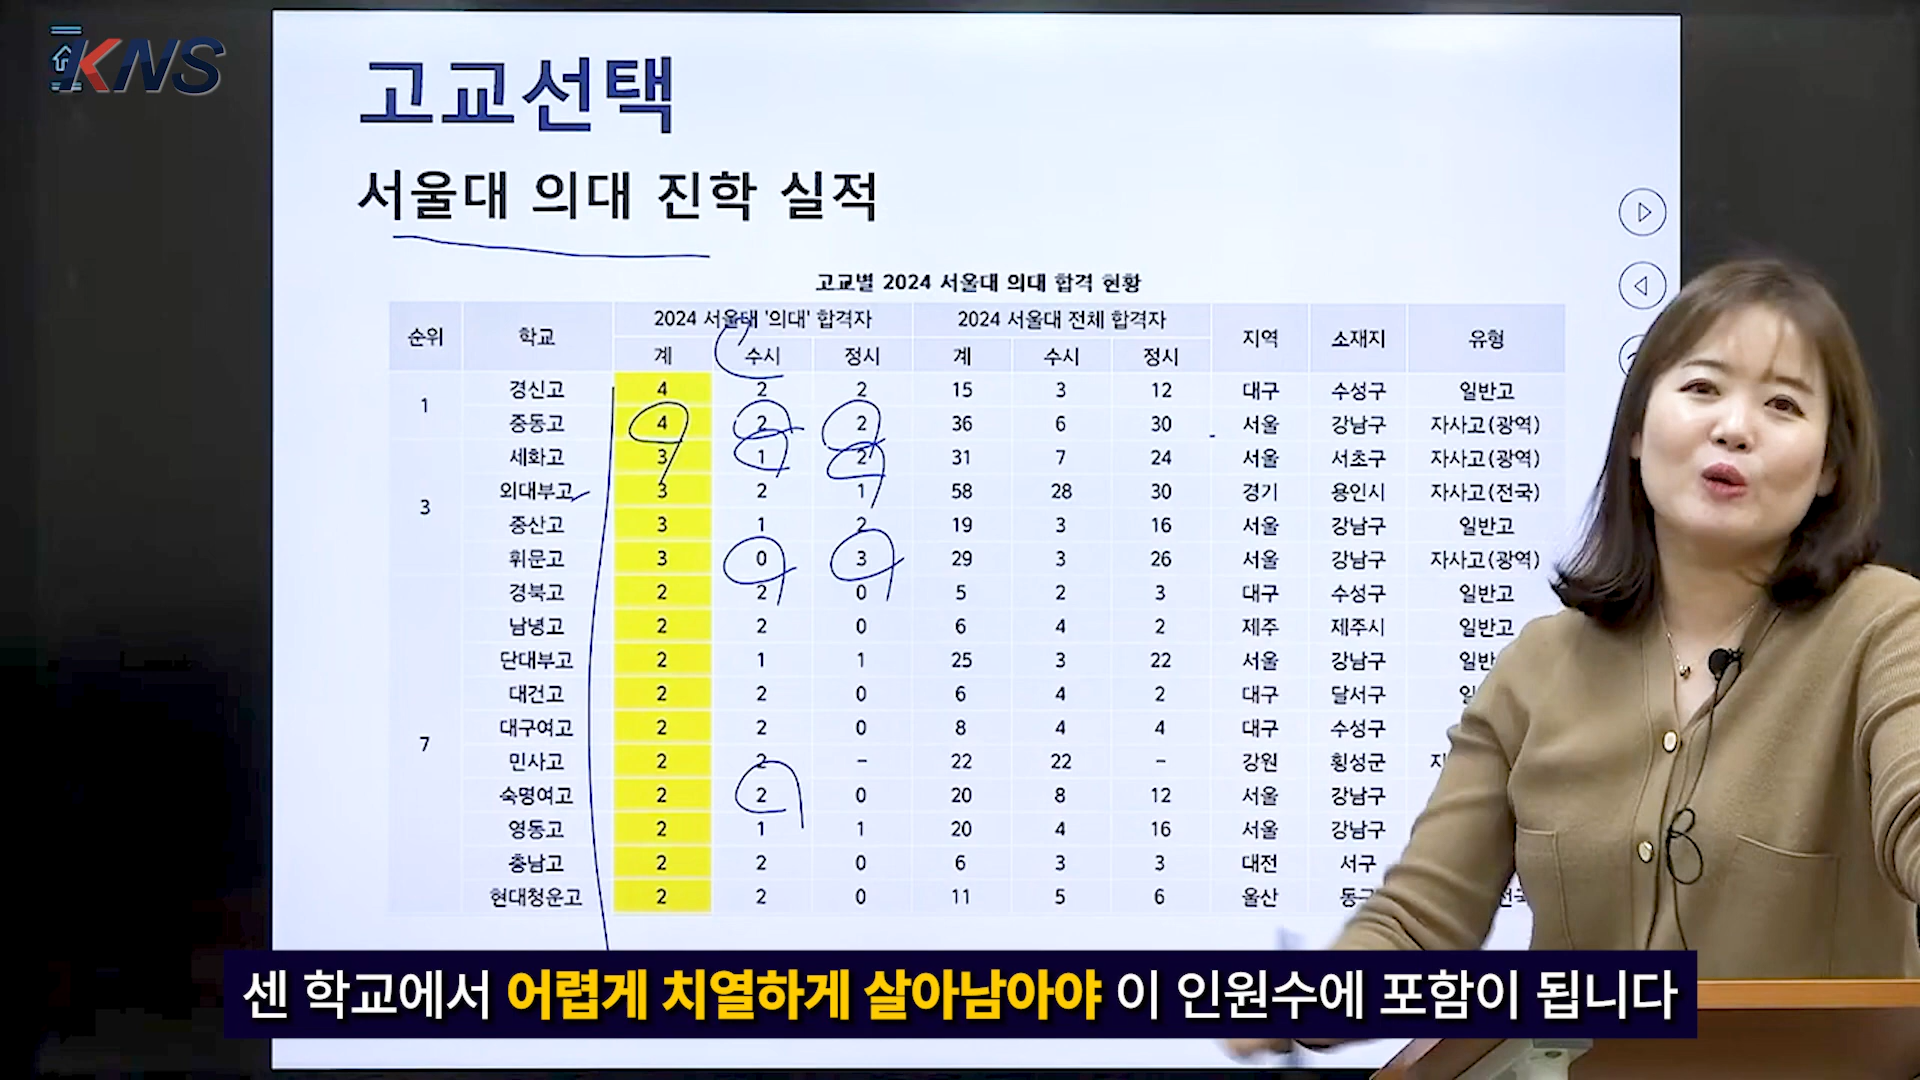 KNS
고교선택
서울대 의대 진학 실적
고교별 2024 서울대 의대 합격 현황
순위 학교 2024 서울대 '의대' 합격자 2024 서울대 전체 합격자 지역 소재지 유형
계 수시 정시 계 수시 정시
1 경신고 4 2 2 15 3 12 대구 수성구 일반고
중동고 4 2 2 36 6 30 서울 강남구 자사고(광역)
3 세화고 3 1 2 31 7 24 서울 서초구 자사고(광역)
외대부고 3 2 1 58 28 30 경기 용인시 자사고(전국)
중산고 3 1 2 19 3 16 서울 강남구 일반고
휘문고 3 0 3 29 3 26 서울 강남구 자사고(광역)
7 경북고 2 2 0 5 2 3 대구 수성구 일반고
남녕고 2 2 0 6 4 2 제주 제주시 일반고
단대부고 2 1 1 25 3 22 서울 강남구 일반
대건고 2 2 0 6 4 2 대구 달서구
대구여고 2 2 0 8 4 4 대구 수성구
민사고 2 2 - 22 22 - 강원 횡성군
숙명여고 2 2 0 20 8 12 서울 강남구
영동고 2 1 1 20 4 16 서울 강남구
충남고 2 2 0 6 3 3 대전 서구
현대청운고 2 2 0 11 5 6 울산 동구
센 학교에서 어렵게 치열하게 살아남아야 이 인원수에 포함이 됩니다